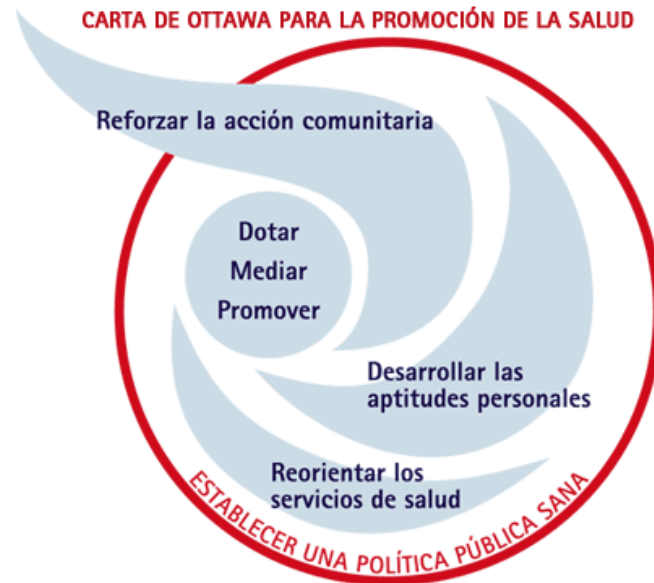 CARTA DE OTTAWA PARA LA PROMOCIÓN DE LA SALUD
Reforzar la acción comunitaria
Dotar
Mediar
Promover
Desarrollar las
aptitudes personales
Reorientar los
servicios de salud
ESTABLECER UNA POLÍTICA PÚBLICA SANA